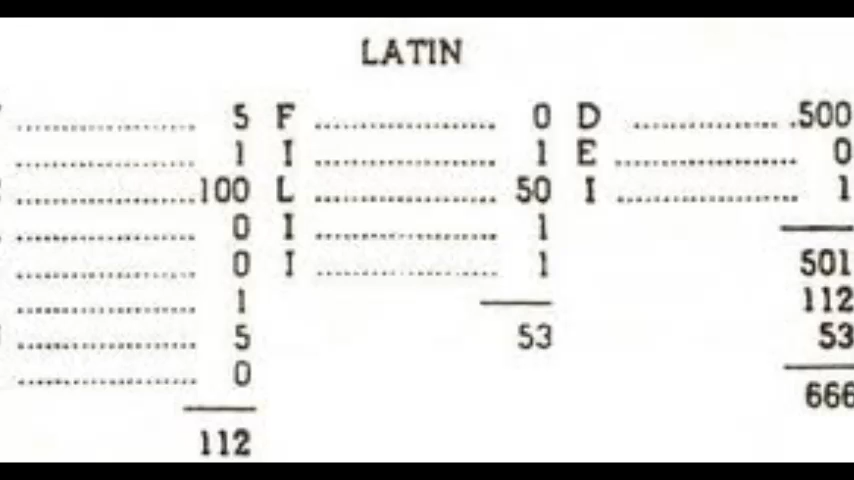 LATIN
5 F 0 D 500
1 I 1 E 0
100 L 50 I 1
0 I 1
0 I 1 501
1 112
5 53 53
0 666
112